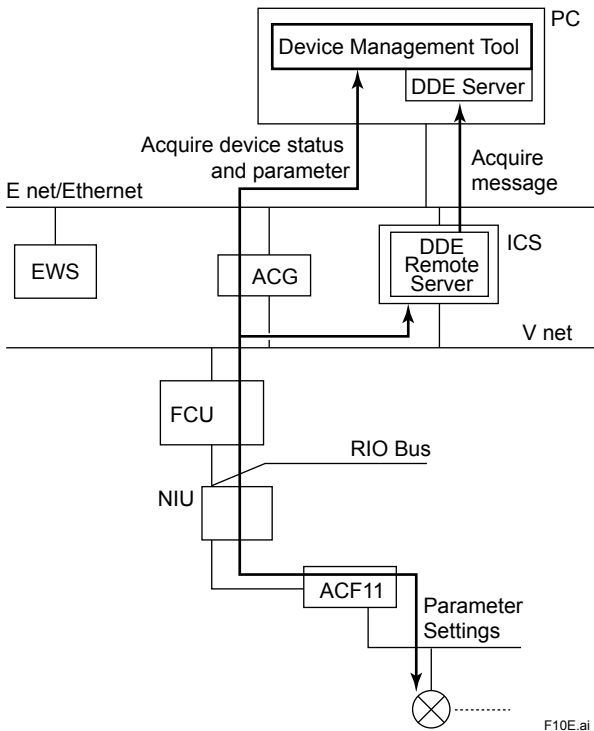 PC
Device Management Tool
DDE Server
Acquire device status
and parameter
Acquire
message
E net/Ethernet
EWS
ACG
DDE
Remote
Server
ICS
V net
FCU
RIO Bus
NIU
ACF11
Parameter
Settings
F10E.ai